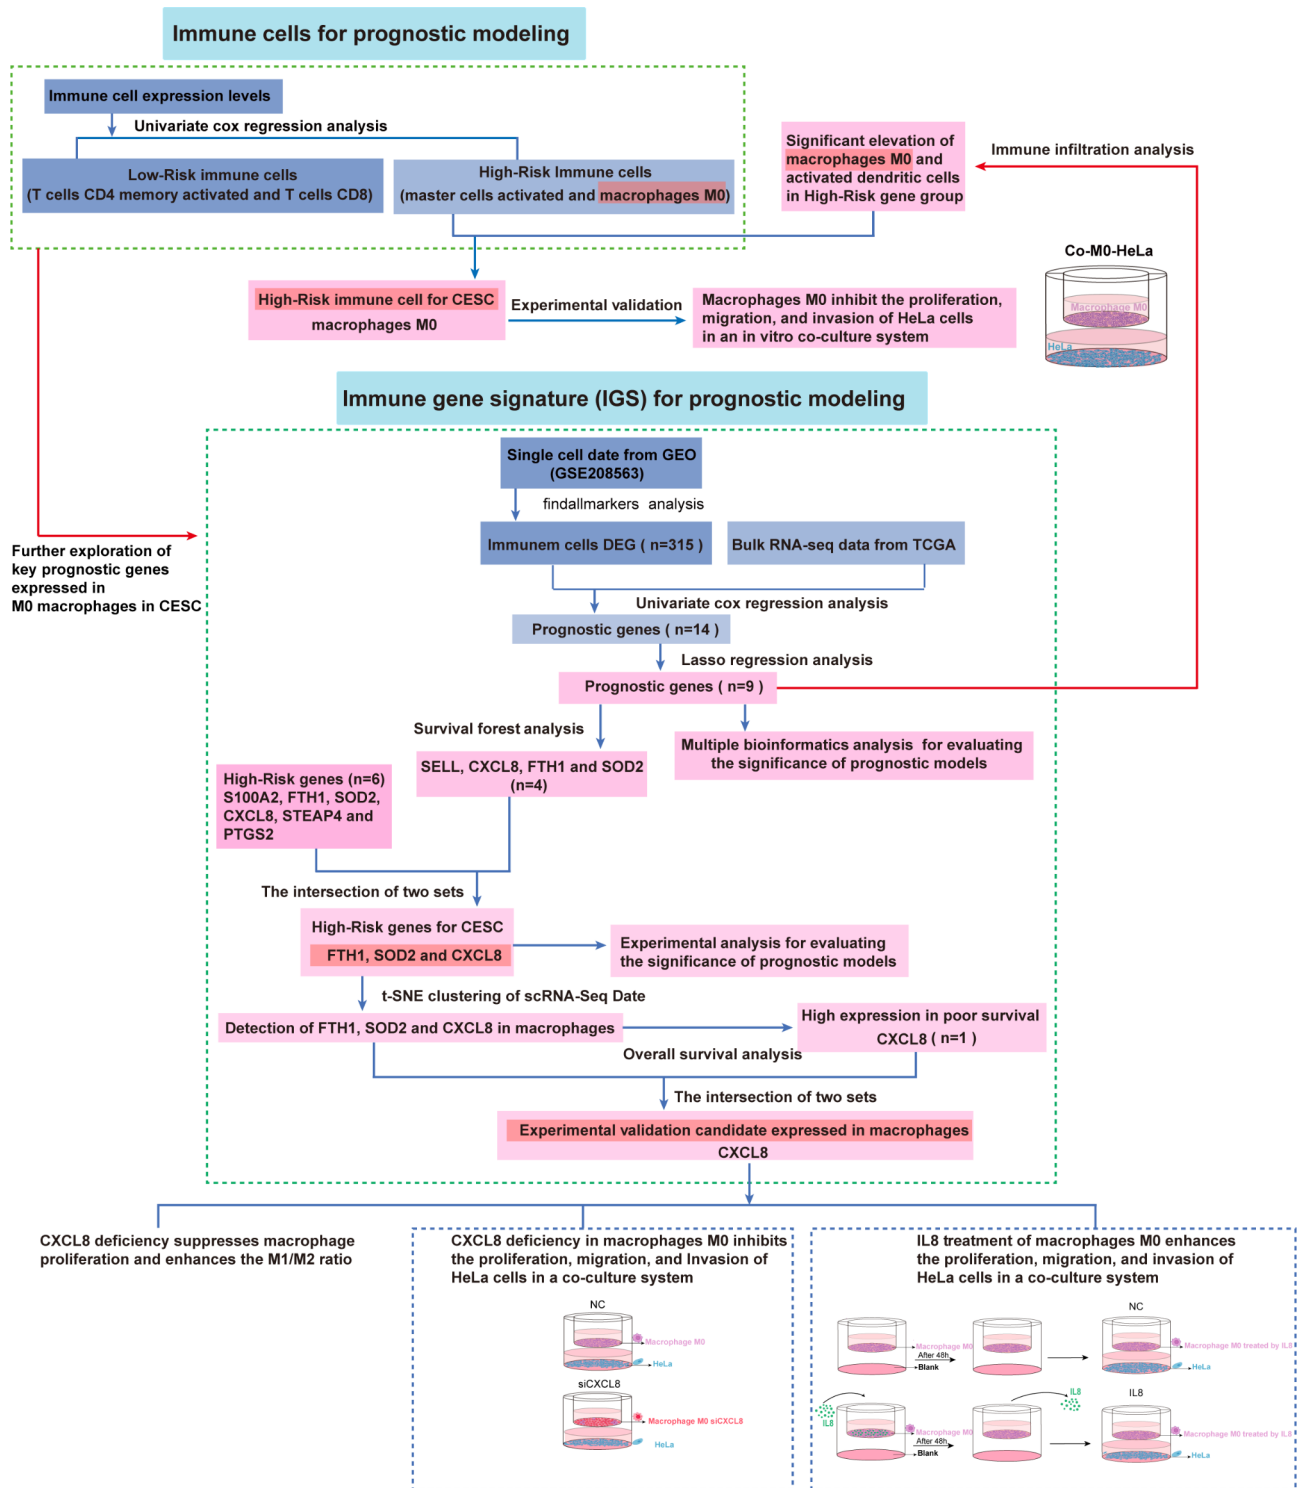 Immune cells for prognostic modeling
Immune cell expression levels
Univariate cox regression analysis
Low-Risk immune cells
(T cells CD4 memory activated and T cells CD8)
High-Risk Immune cells
(master cells activated and macrophages M0)
Significant elevation of
macrophages M0 and
activated dendritic cells
in High-Risk gene group
Immune infiltration analysis
High-Risk immune cell for CESC
macrophages M0
Experimental validation
Macrophages M0 inhibit the proliferation,
migration, and invasion of HeLa cells
in an in vitro co-culture system
Co-M0-HeLa
Macrophage M0
HeLa
Immune gene signature (IGS) for prognostic modeling
Further exploration of
key prognostic genes
expressed in
M0 macrophages in CESC
Single cell date from GEO
(GSE208563)
findallmarkers analysis
Immunem cells DEG ( n=315 )
Bulk RNA-seq data from TCGA
Univariate cox regression analysis
Prognostic genes ( n=14 )
Lasso regression analysis
Prognostic genes ( n=9 )
Survival forest analysis
Multiple bioinformatics analysis for evaluating
the significance of prognostic models
SELL, CXCL8, FTH1 and SOD2
(n=4)
High-Risk genes (n=6)
S100A2, FTH1, SOD2,
CXCL8, STEAP4 and
PTGS2
The intersection of two sets
High-Risk genes for CESC
FTH1, SOD2 and CXCL8
Experimental analysis for evaluating
the significance of prognostic models
t-SNE clustering of scRNA-Seq Date
Detection of FTH1, SOD2 and CXCL8 in macrophages
High expression in poor survival
CXCL8 ( n=1 )
Overall survival analysis
The intersection of two sets
Experimental validation candidate expressed in macrophages
CXCL8
CXCL8 deficiency suppresses macrophage
proliferation and enhances the M1/M2 ratio
CXCL8 deficiency in macrophages M0 inhibits
the proliferation, migration, and Invasion of
HeLa cells in a co-culture system
NC
Macrophage M0
HeLa
siCXCL8
Macrophage M0 siCXCL8
HeLa
IL8 treatment of macrophages M0 enhances
the proliferation, migration, and invasion of
HeLa cells in a co-culture system
NC
Macrophage M0
After 48h
Blank
Macrophage M0 treated by IL8
HeLa
IL8
IL8
IL8
Macrophage M0
After 48h
Blank
Macrophage M0 treated by IL8
HeLa